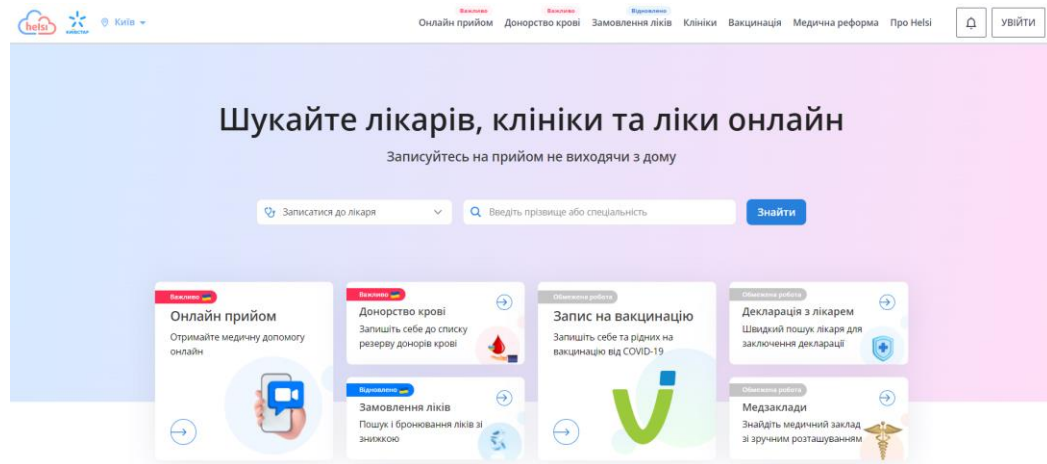 helsi
КИЇВСТАР
Київ
Важливо
Онлайн прийом
Важливо
Донорство крові
Відновлено
Замовлення ліків
Клініки
Вакцинація
Медична реформа
Про Helsi
УВІЙТИ
Шукайте лікарів, клініки та ліки онлайн
Записуйтесь на прийом не виходячи з дому
Записатися до лікаря
Введіть прізвище або спеціальність
Знайти
Важливо
Онлайн прийом
Отримайте медичну допомогу
онлайн
Важливо
Донорство крові
Запишіть себе до списку
резерву донорів крові
Відновлено
Замовлення ліків
Пошук і бронювання ліків зі
знижкою
Обмежена робота
Запис на вакцинацію
Запишіть себе та рідних на
вакцинацію від COVID-19
Обмежена робота
Декларація з лікарем
Швидкий пошук лікаря для
заключення декларації
Обмежена робота
Медзаклади
Знайдіть медичний заклад
зі зручним розташуванням